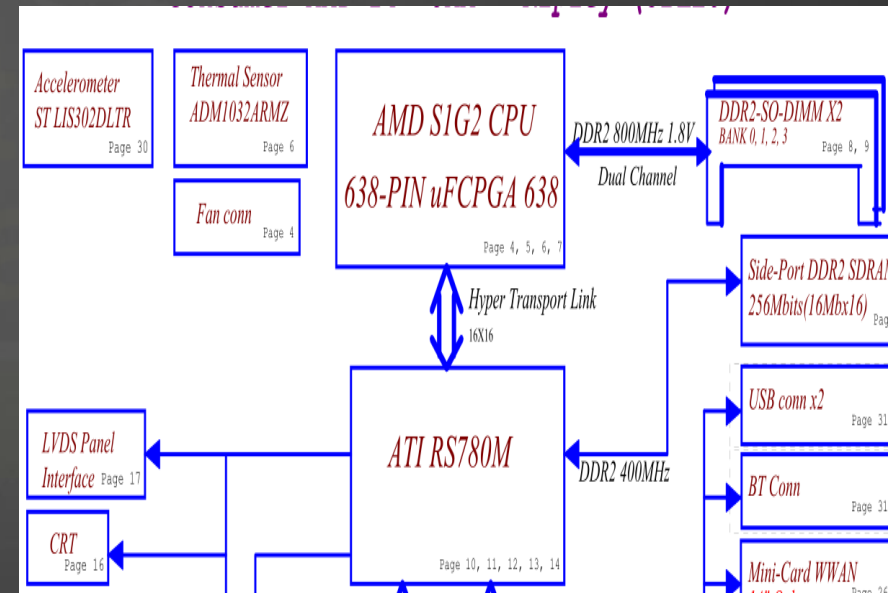 Accelerometer
ST LIS302DLTR
Page 30
Thermal Sensor
ADM1032ARMZ
Page 6
Fan conn
Page 4
AMD S1G2 CPU
638-PIN uFCPGA 638
Page 4, 5, 6, 7
DDR2 800MHz 1.8V
Dual Channel
DDR2-SO-DIMM X2
BANK 0, 1, 2, 3
Page 8, 9
Hyper Transport Link
16X16
Side-Port DDR2 SDRAM
256Mbits(16Mbx16)
USB conn x2
Page 31
LVDS Panel
Interface Page 17
ATI RS780M
DDR2 400MHz
BT Conn
Page 31
CRT
Page 16
Page 10, 11, 12, 13, 14
Mini-Card WWAN